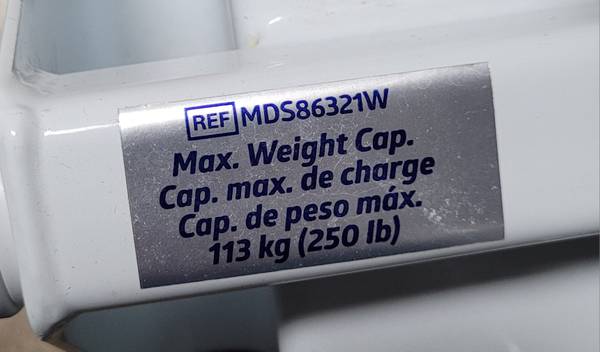 REF MDS86321W
Max. Weight Cap.
Cap. max. de charge
Cap. de peso máx.
113 kg (250 lb)